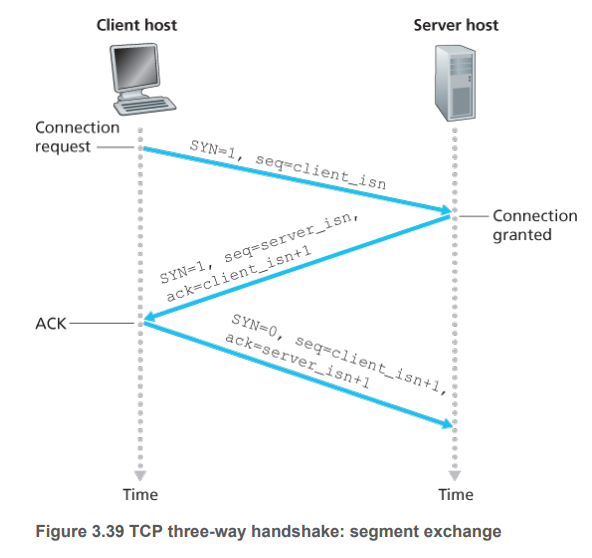 Client host
Server host
Connection
request
SYN=1, seq=client_isn
Connection
granted
SYN=1, seq=server_isn,
ack=client_isn+1
ACK
SYN=0, seq=client_isn+1,
ack=server_isn+1
Time
Time
Figure 3.39 TCP three-way handshake: segment exchange